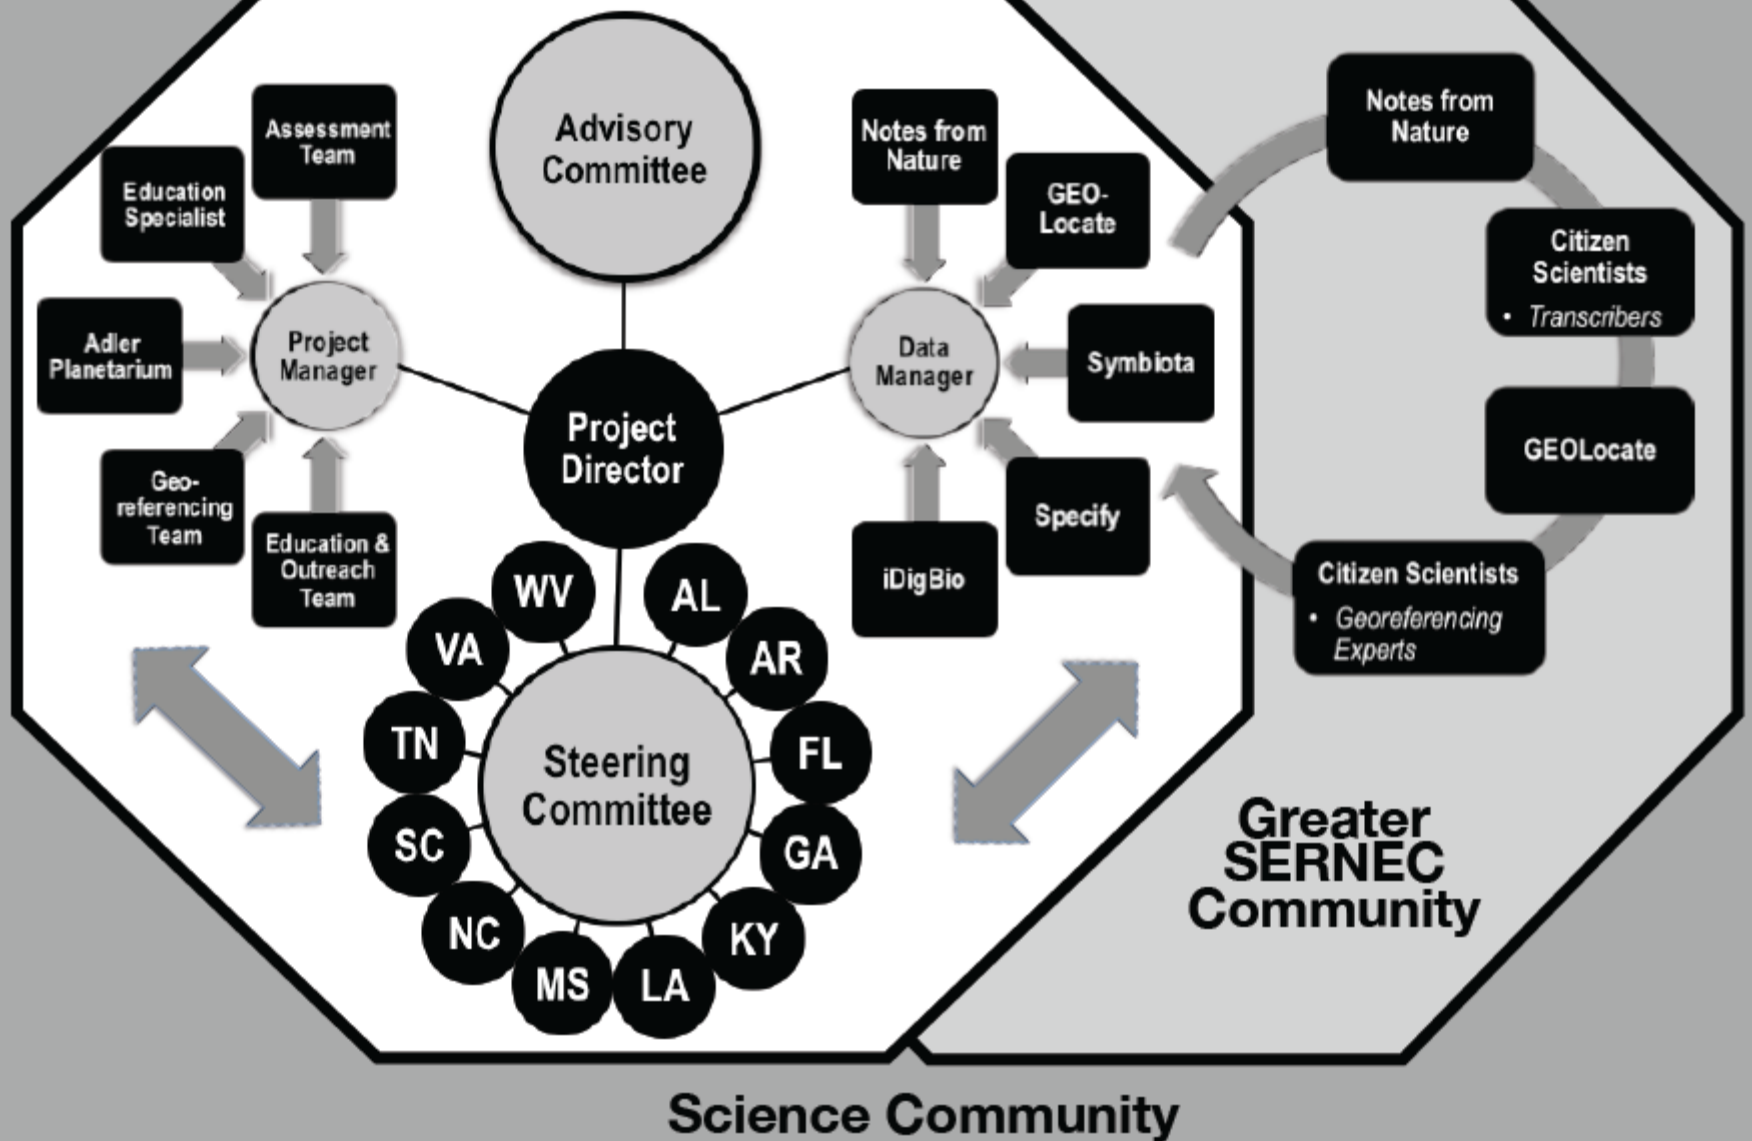 Advisory
Committee
Assessment
Team
Education
Specialist
Adler
Planetarium
Geo-
referencing
Team
Education &
Outreach
Team
Project
Manager
Project
Director
Notes from
Nature
GEO-
Locate
Symbiota
Specify
iDigBio
Data
Manager
Notes from
Nature
Citizen
Scientists
• Transcribers
GEOLocate
Citizen Scientists
• Georeferencing
Experts
Steering
Committee
WV
AL
VA
AR
TN
FL
SC
GA
NC
KY
MS
LA
Greater
SERNEC
Community
Science Community